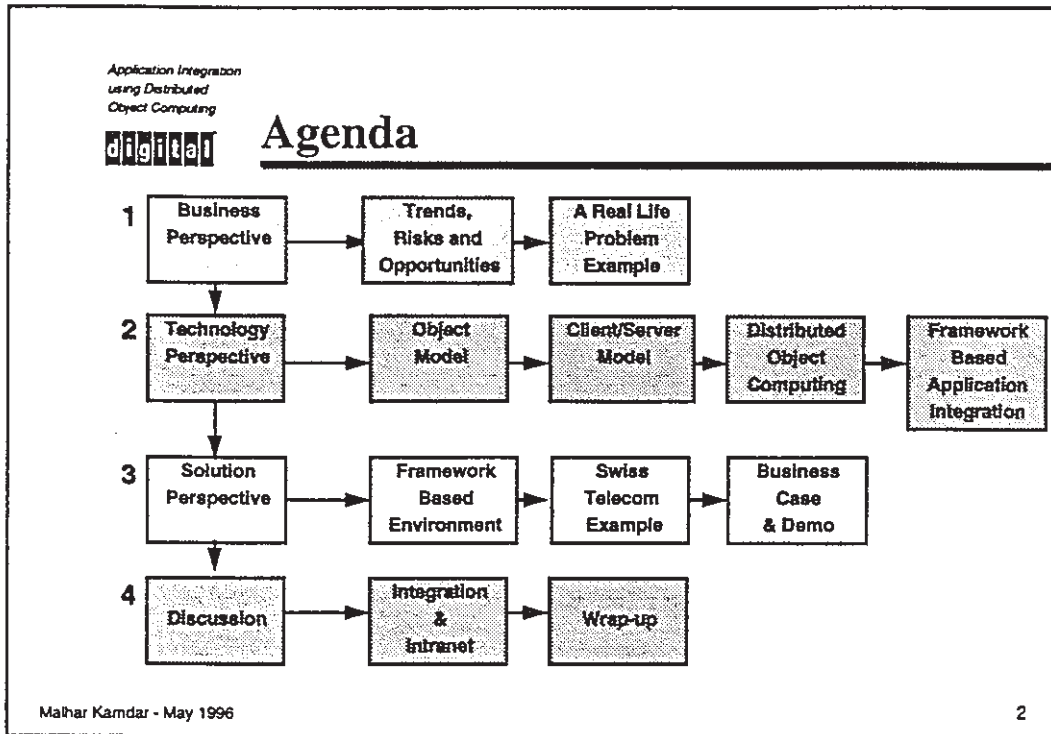 Application Integration
using Distributed
Object Computing
digital
Agenda
1
Business
Perspective
Trends,
Risks and
Opportunities
A Real Life
Problem
Example
2
Technology
Perspective
Object
Model
Client/Server
Model
Distributed
Object
Computing
Framework
Based
Application
Integration
3
Solution
Perspective
Framework
Based
Environment
Swiss
Telecom
Example
Business
Case
& Demo
4
Discussion
Integration
&
Intranet
Wrap-up
Malhar Kamdar - May 1996
2